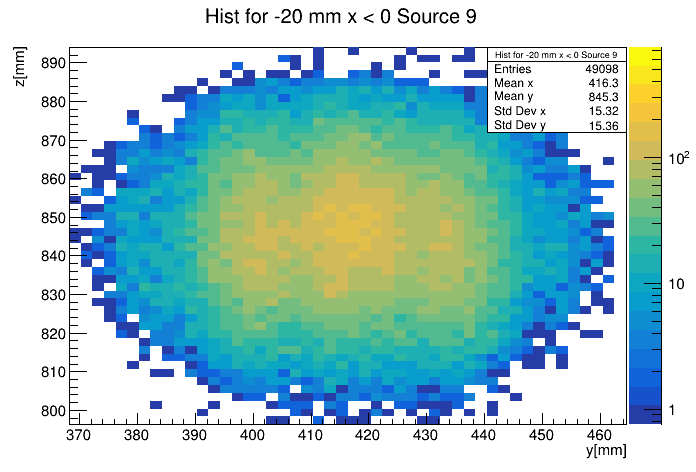 Hist for -20 mm x < 0 Source 9
z[mm]
Hist for -20 mm x < 0 Source 9
Entries 49098
Mean x 416.3
Mean y 845.3
Std Dev x 15.32
Std Dev y 15.36
890
880
870
860
850
840
830
820
810
800
10²
10
1
370 380 390 400 410 420 430 440 450 460
y[mm]